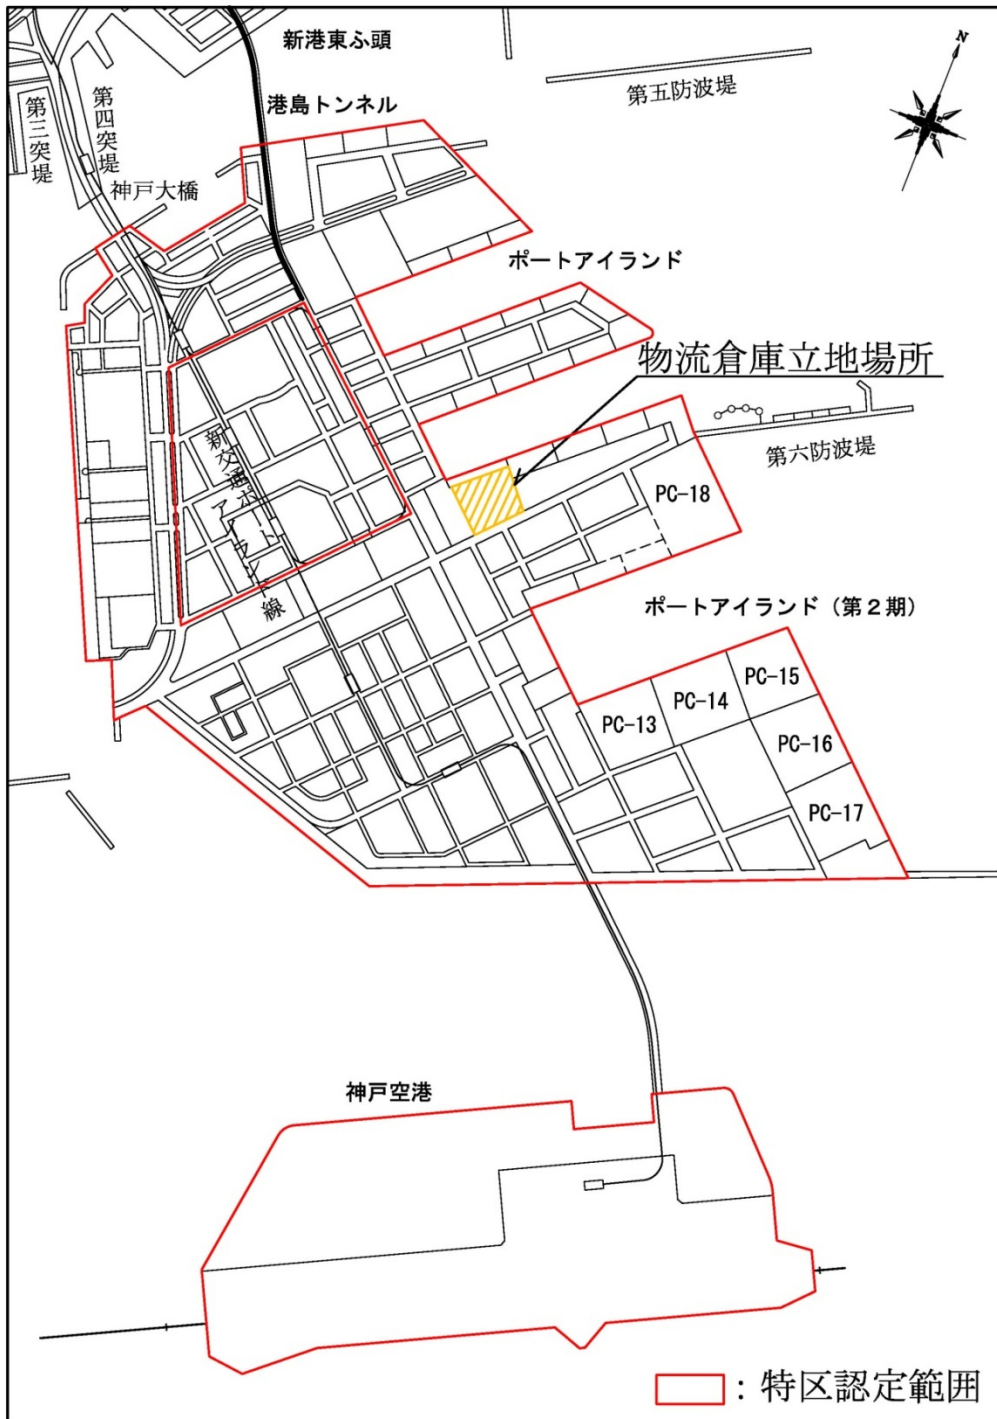 新港東ふ頭
N
第五防波堤
第四突堤
第三突堤
港島トンネル
神戸大橋
ポートアイランド
物流倉庫立地場所
第六防波堤
新交通ポートアイランド線
PC-18
ポートアイランド（第２期）
PC-15
PC-14
PC-13
PC-16
PC-17
神戸空港
：特区認定範囲